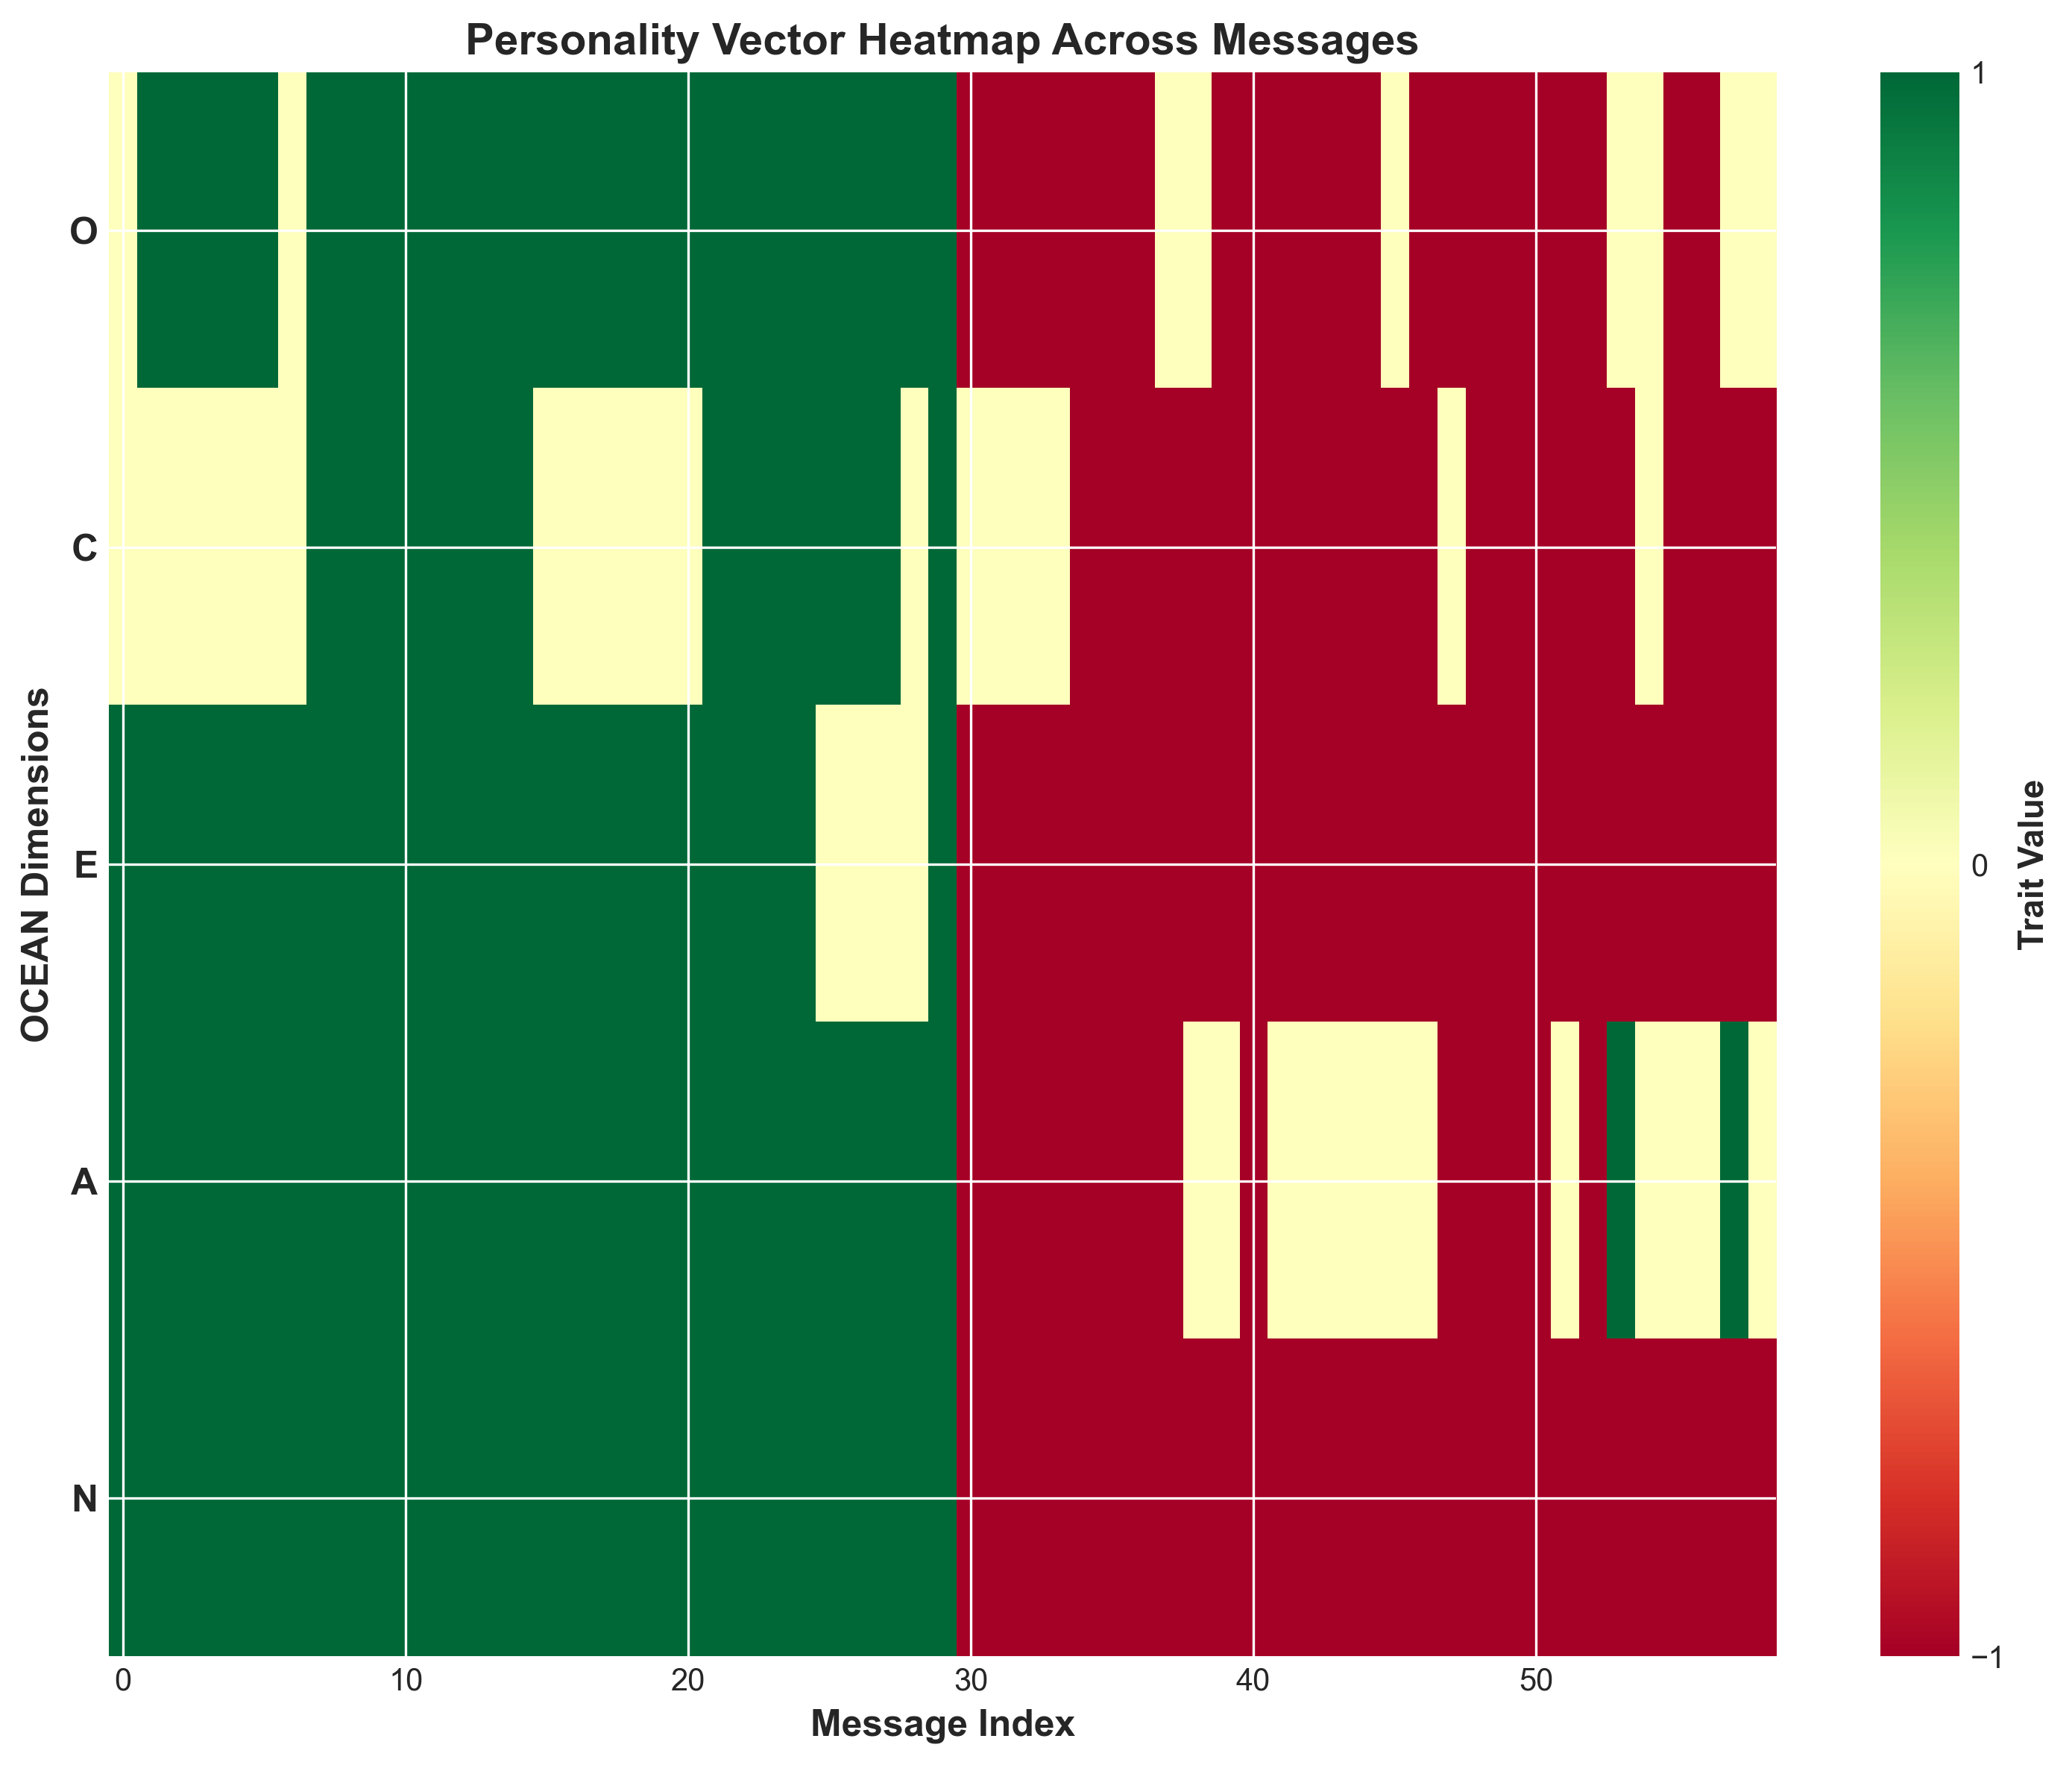 Personality Vector Heatmap Across Messages
O
C
E
A
N
OCEAN Dimensions
0
10
20
30
40
50
Message Index
1
0
−1
Trait Value